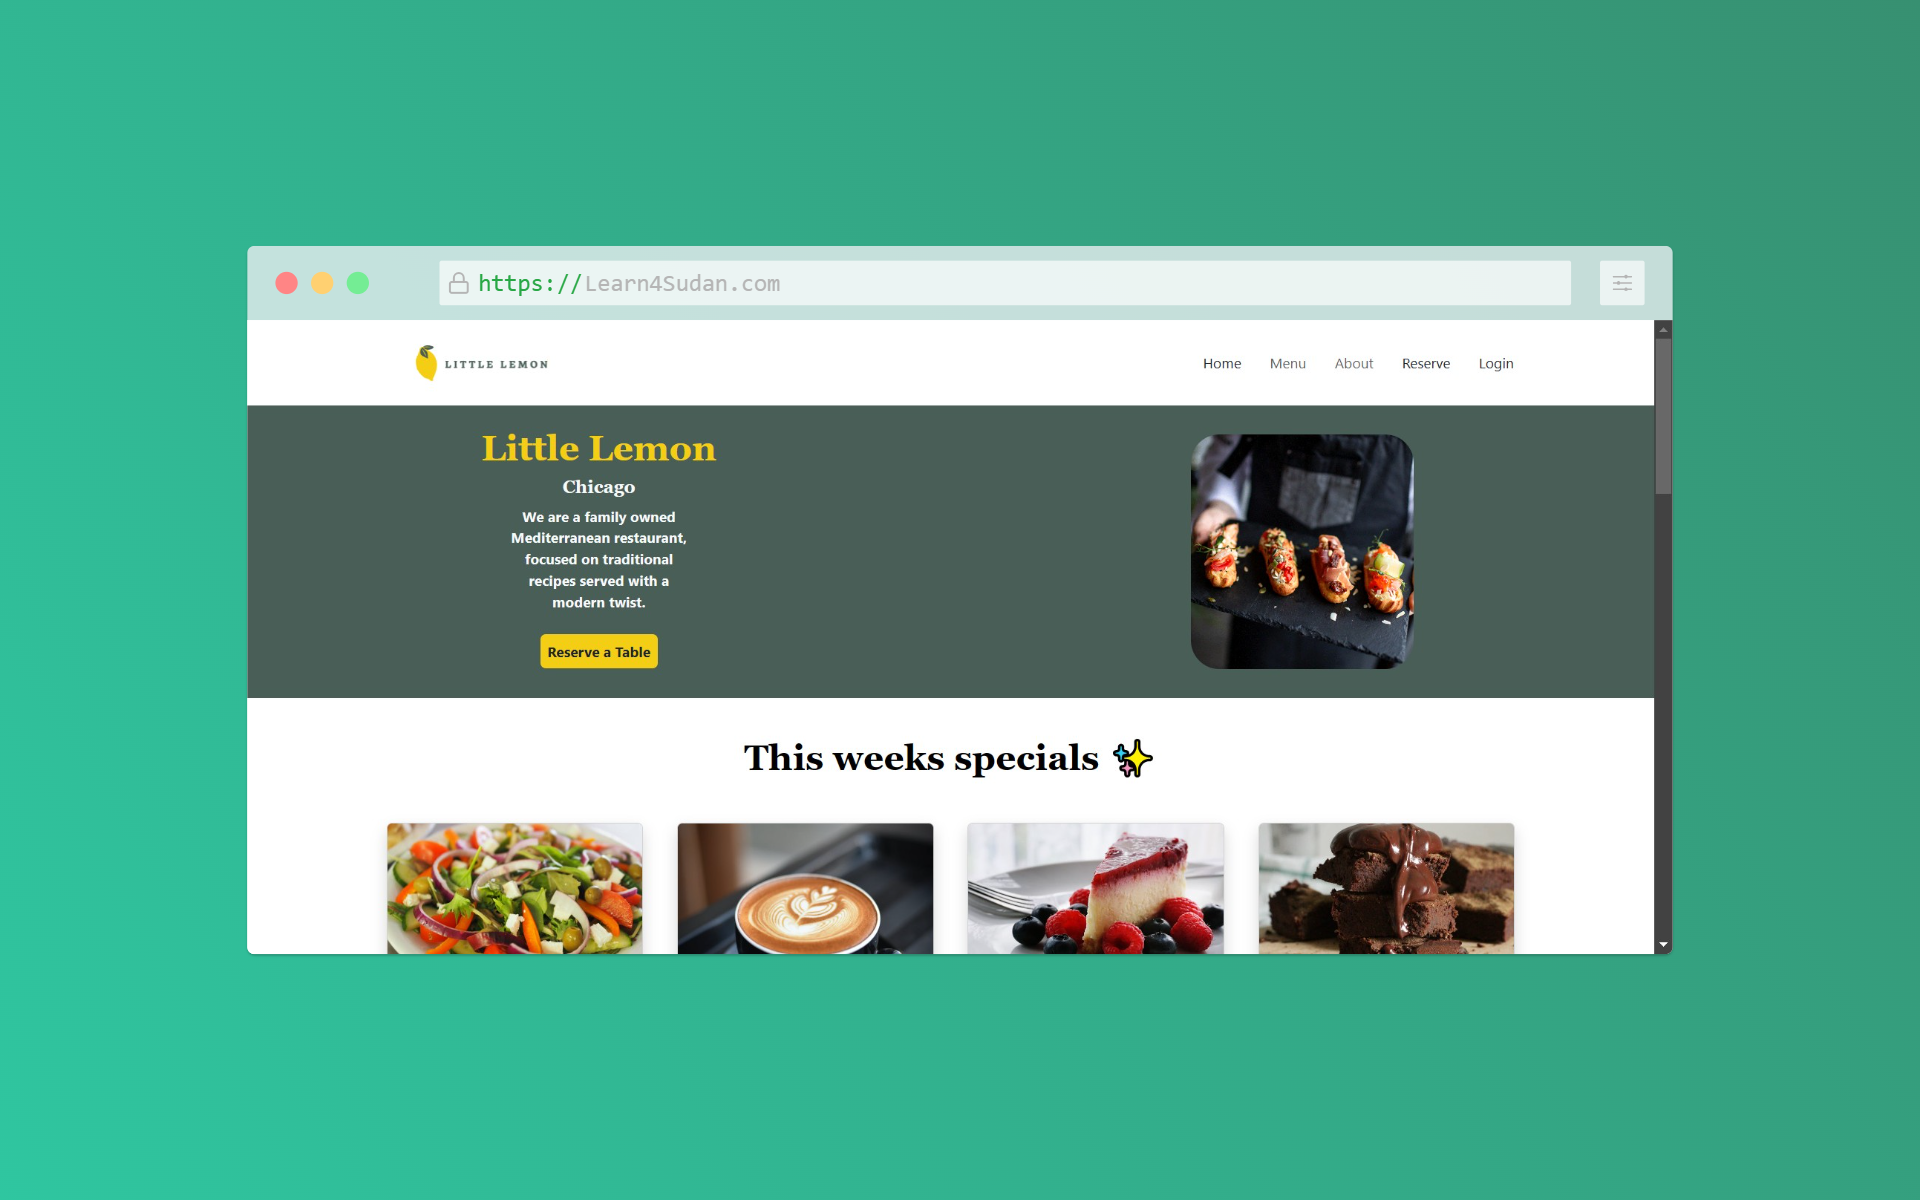 https://Learn4Sudan.com
LITTLE LEMON
Home Menu About Reserve Login
Little Lemon
Chicago
We are a family owned
Mediterranean restaurant,
focused on traditional
recipes served with a
modern twist.
Reserve a Table
This weeks specials ✨